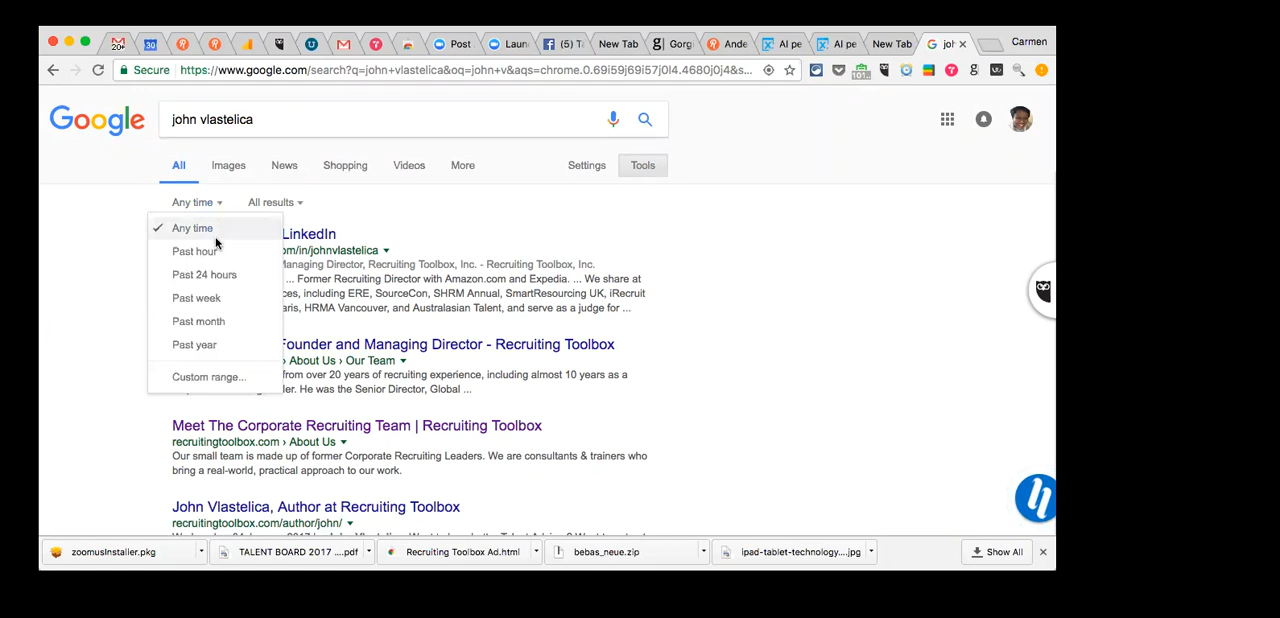 Post
Laun
(5) T
New Tab
Gorg
Ande
AI pe
AI pe
New Tab
joh
Carmen
20+
30
Secure
https://www.google.com/search?q=john+vlastelica&oq=john+v&aqs=chrome.0.69i59j69i57j0l4.4680j0j4&s...
101..
Google
john vlastelica
All
Images
News
Shopping
Videos
More
Settings
Tools
Any time
All results
Any time
Past hour
Past 24 hours
Past week
Past month
Past year
Custom range...
LinkedIn
om/in/johnvlastelica
Managing Director, Recruiting Toolbox, Inc. - Recruiting Toolbox, Inc.
... Former Recruiting Director with Amazon.com and Expedia. ... We share at
ces, including ERE, SourceCon, SHRM Annual, SmartResourcing UK, iRecruit
aris, HRMA Vancouver, and Australasian Talent, and serve as a judge for ...
Founder and Managing Director - Recruiting Toolbox
› About Us › Our Team
from over 20 years of recruiting experience, including almost 10 years as a
ler. He was the Senior Director, Global ...
Meet The Corporate Recruiting Team | Recruiting Toolbox
recruitingtoolbox.com › About Us
Our small team is made up of former Corporate Recruiting Leaders. We are consultants & trainers who
bring a real-world, practical approach to our work.
John Vlastelica, Author at Recruiting Toolbox
recruitingtoolbox.com/author/john/
zoomusInstaller.pkg
TALENT BOARD 2017 ....pdf
Recruiting Toolbox Ad.html
bebas_neue.zip
ipad-tablet-technology....jpg
Show All